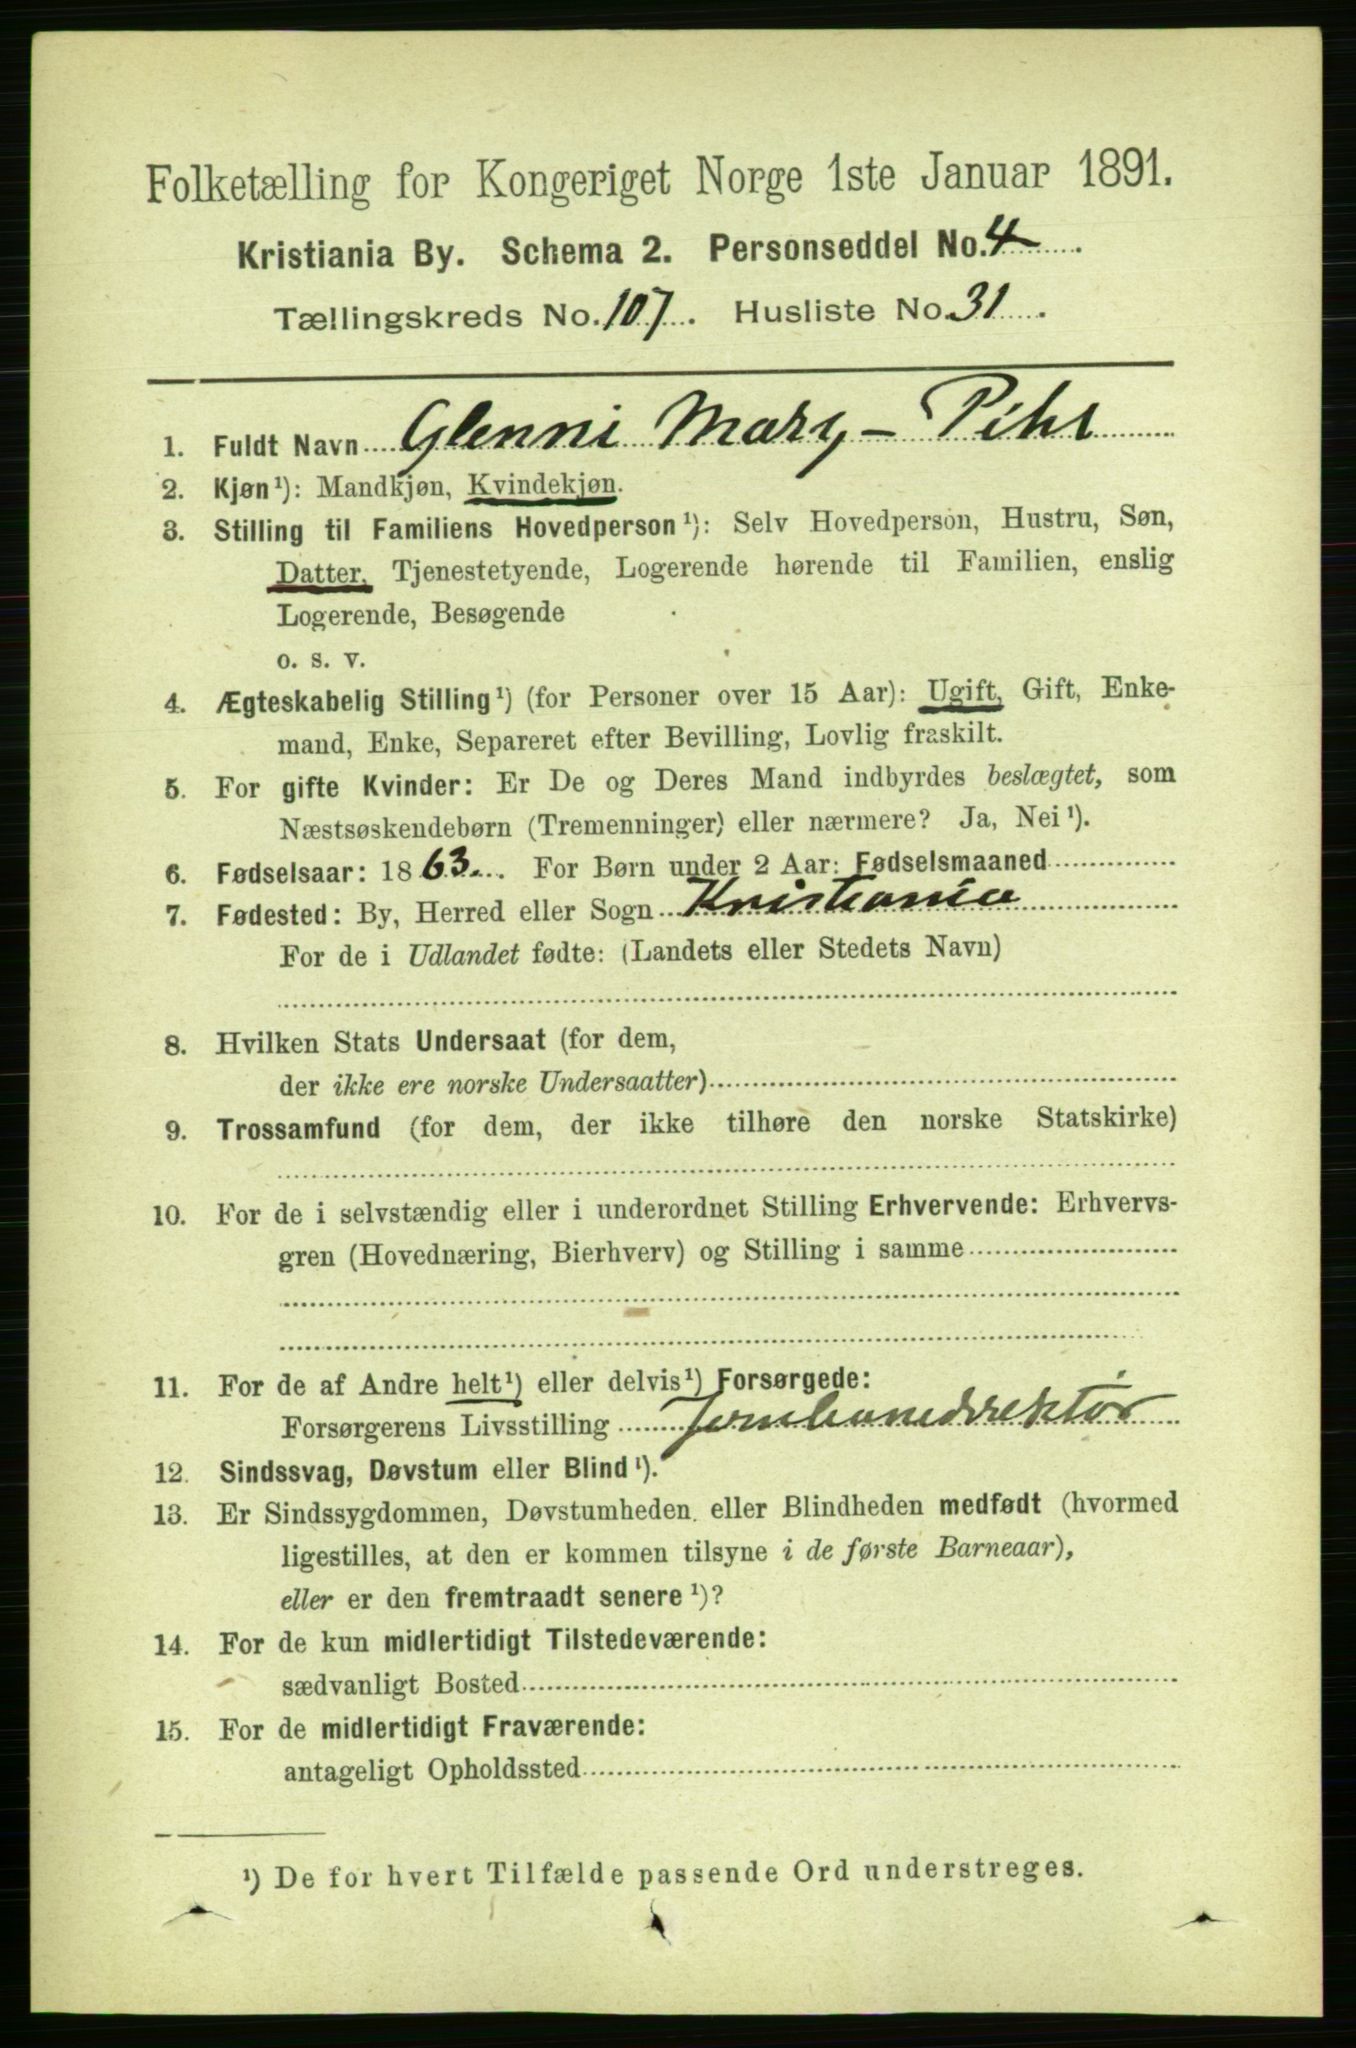 Folketælling for Kongeriget Norge 1ste Januar 1891.
Kristiania By. Schema 2. Personseddel No. 4
Tællingskreds No. 107. Husliste No. 31.
1. Fuldt Navn Glenni Mary Pihl
2. Kjøn¹): Mandkjøn, Kvindekjøn.
3. Stilling til Familiens Hovedperson¹): Selv Hovedperson, Hustru, Søn,
Datter, Tjenestetyende, Logerende hørende til Familien, enslig
Logerende, Besøgende
o. s. v.
4. Ægteskabelig Stilling¹) (for Personer over 15 Aar): Ugift, Gift, Enke-
mand, Enke, Separeret efter Bevilling, Lovlig fraskilt.
5. For gifte Kvinder: Er De og Deres Mand indbyrdes beslægtet, som
Næstsøskendebørn (Tremenninger) eller nærmere? Ja, Nei¹).
6. Fødselsaar: 1863. For Børn under 2 Aar: Fødselsmaaned
7. Fødested: By, Herred eller Sogn Kristiania
For de i Udlandet fødte: (Landets eller Stedets Navn)
8. Hvilken Stats Undersaat (for dem,
der ikke ere norske Undersaatter)
9. Trossamfund (for dem, der ikke tilhøre den norske Statskirke)
10. For de i selvstændig eller i underordnet Stilling Erhvervende: Erhvervs-
gren (Hovednæring, Bierhverv) og Stilling i samme
11. For de af Andre helt¹) eller delvis¹) Forsørgede:
Forsørgerens Livsstilling Jernbanedirektør
12. Sindssvag, Døvstum eller Blind¹).
13. Er Sindssygdommen, Døvstumheden eller Blindheden medfødt (hvormed
ligestilles, at den er kommen tilsyne i de første Barneaar),
eller er den fremtraadt senere¹)?
14. For de kun midlertidigt Tilstedeværende:
sædvanligt Bosted
15. For de midlertidigt Fraværende:
antageligt Opholdssted
¹) De for hvert Tilfælde passende Ord understreges.